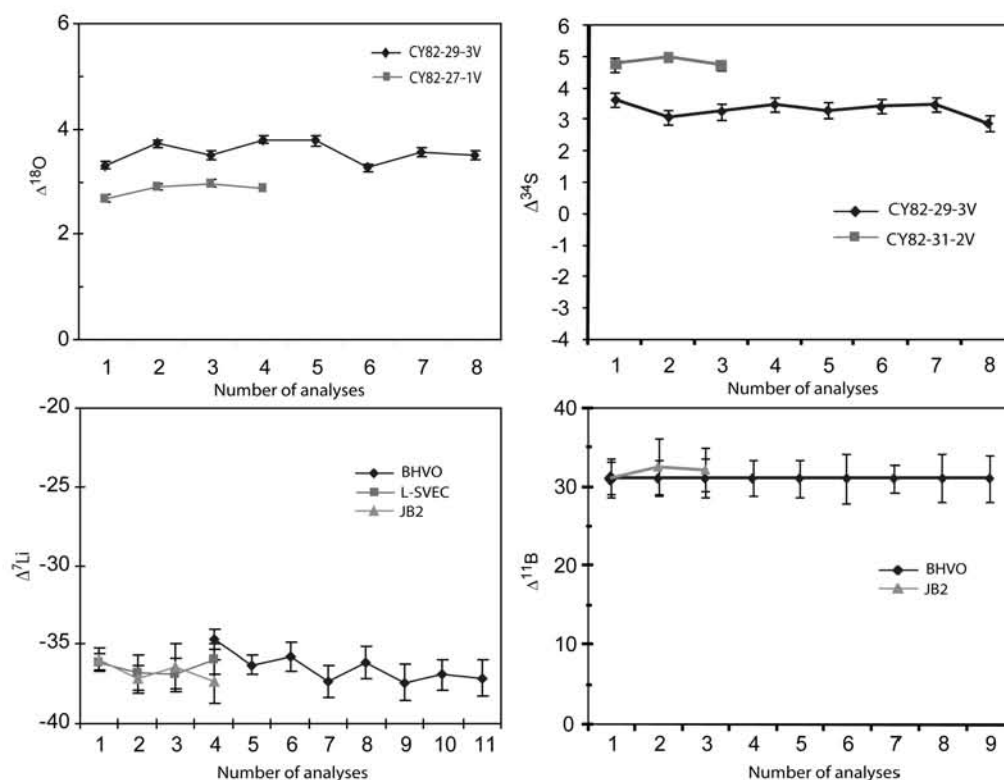 6
4
2
0
Δ18O
CY82-29-3V
CY82-27-1V
1 2 3 4 5 6 7 8
Number of analyses
6
5
4
3
2
1
0
-1
-2
-3
-4
Δ34S
CY82-29-3V
CY82-31-2V
1 2 3 4 5 6 7 8
Number of analyses
-20
-25
-30
-35
-40
Δ7Li
BHVO
L-SVEC
JB2
1 2 3 4 5 6 7 8 9 10 11
Number of analyses
40
30
20
10
0
Δ11B
BHVO
JB2
1 2 3 4 5 6 7 8 9
Number of analyses